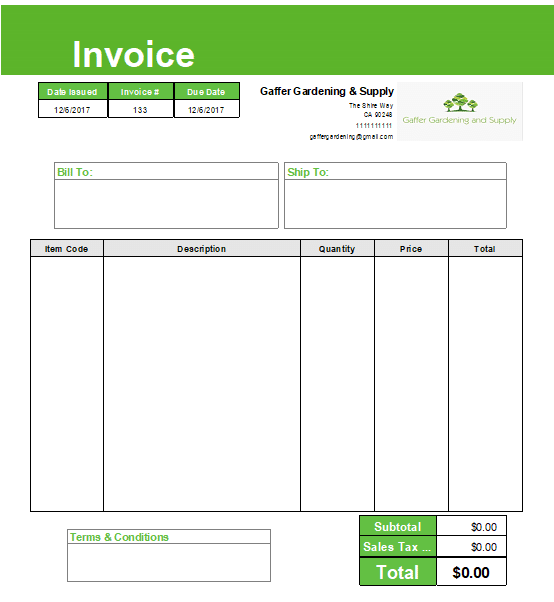 Invoice
Date Issued Invoice # Due Date
12/6/2017 133 12/6/2017
Gaffer Gardening & Supply
The Shire Way
CA 90248
1111111111
gaffergardening@gmail.com
Gaffer Gardening and Supply
Bill To:
Ship To:
Item Code Description Quantity Price Total
Subtotal $0.00
Sales Tax ... $0.00
Total $0.00
Terms & Conditions